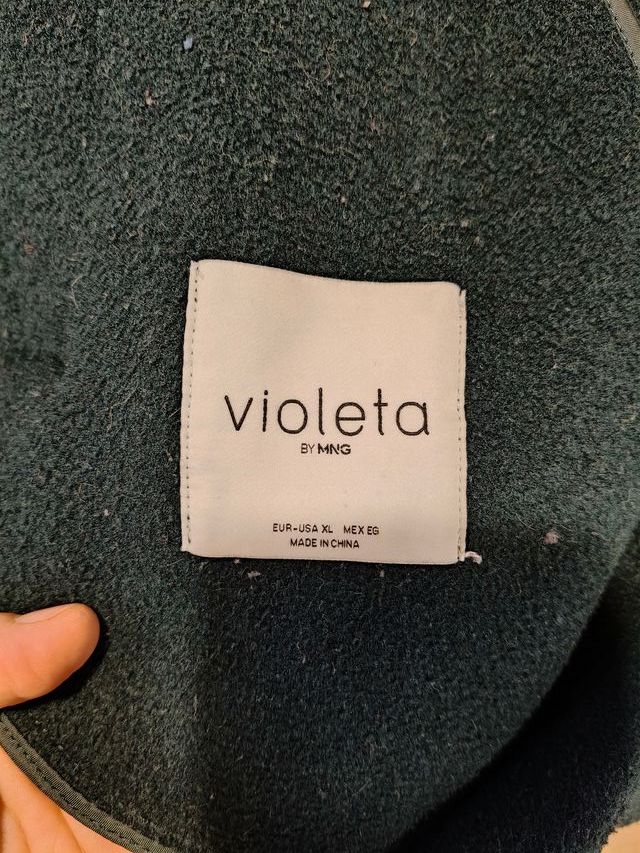 violeta
BY MNG
EUR-USA XL MEX EG
MADE IN CHINA